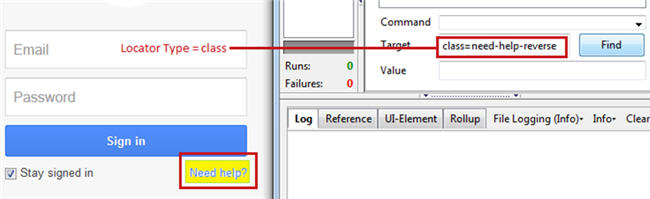 Email
Locator Type = class
Password
Sign in
Stay signed in
Need help?
Command
Target
class=need-help-reverse
Find
Value
Runs: 0
Failures: 0
Log
Reference
UI-Element
Rollup
File Logging (Info)
Info
Clear